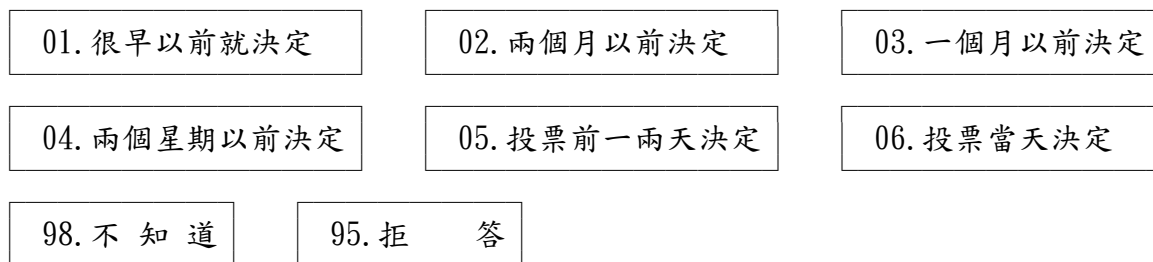 01.很早以前就決定 02.兩個月以前決定 03.一個月以前決定
04.兩個星期以前決定 05.投票前一兩天決定 06.投票當天決定
98.不 知 道 95.拒 答